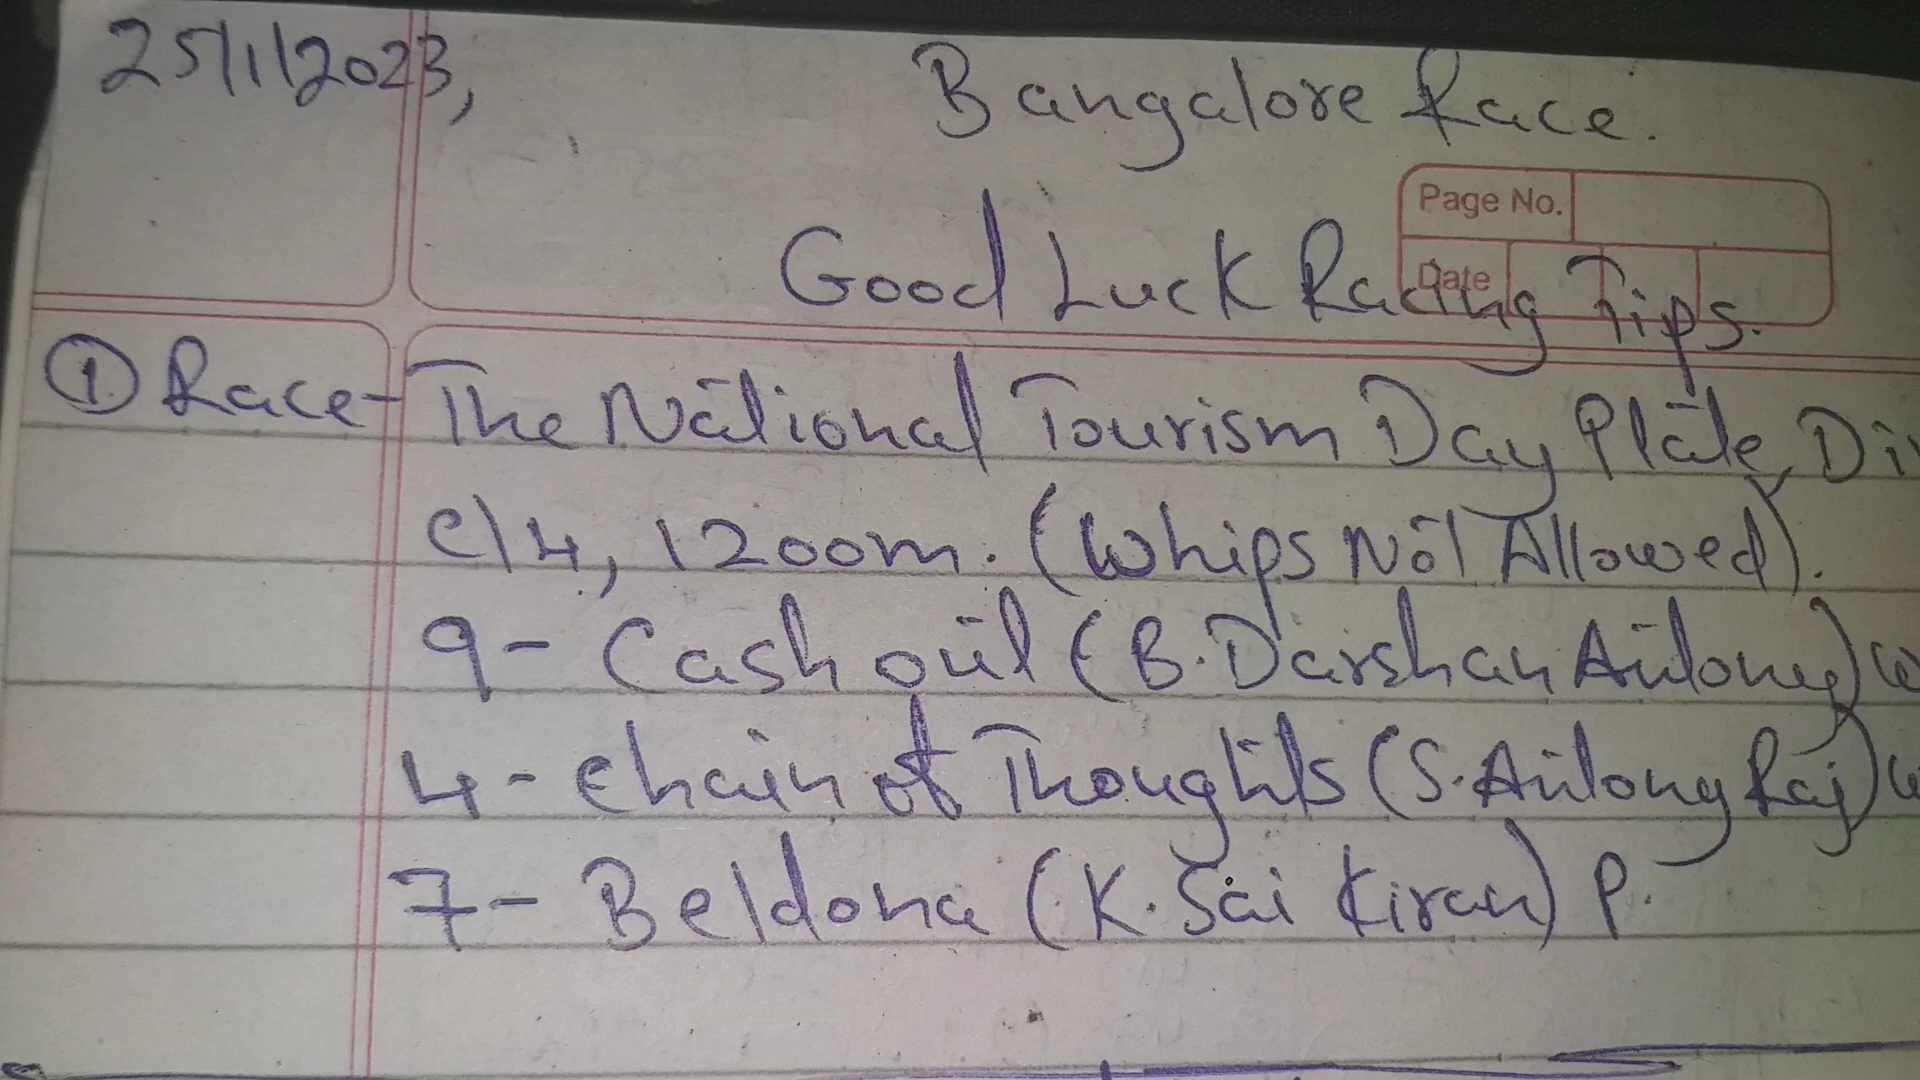 25/1/2023, Bangalore Race.
Page No.
Good Luck Racing Tips.
Date
① Race- The National Tourism Day Plate, Di
C/4, 1200m. (Whips Not Allowed).
9- Cash out (B. Darshan Antony) w
4- Chain of Thoughts (S. Antony Raj) w
7- Beldona (K. Sai Kiran) P.